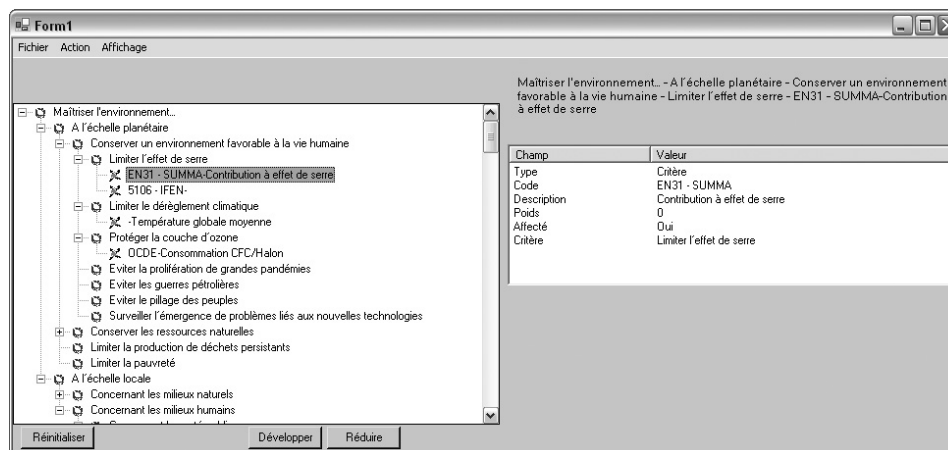 Form1
Fichier Action Affichage
Maîtriser l'environnement... - A l'échelle planétaire - Conserver un environnement
favorable à la vie humaine - Limiter l'effet de serre - EN31 - SUMMA-Contribution
à effet de serre
Maîtriser l'environnement...
A l'échelle planétaire
Conserver un environnement favorable à la vie humaine
Limiter l'effet de serre
EN31 - SUMMA-Contribution à effet de serre
5106 - IFEN-
Limiter le dérèglement climatique
-Température globale moyenne
Protéger la couche d'ozone
OCDE-Consommation CFC/Halon
Eviter la prolifération de grandes pandémies
Eviter les guerres pétrolières
Eviter le pillage des peuples
Surveiller l'émergence de problèmes liés aux nouvelles technologies
Conserver les ressources naturelles
Limiter la production de déchets persistants
Limiter la pauvreté
A l'échelle locale
Concernant les milieux naturels
Concernant les milieux humains
Champ Valeur
Type Critère
Code EN31 - SUMMA
Description Contribution à effet de serre
Poids 0
Affecté Oui
Critère Limiter l'effet de serre
Réinitialiser Développer Réduire